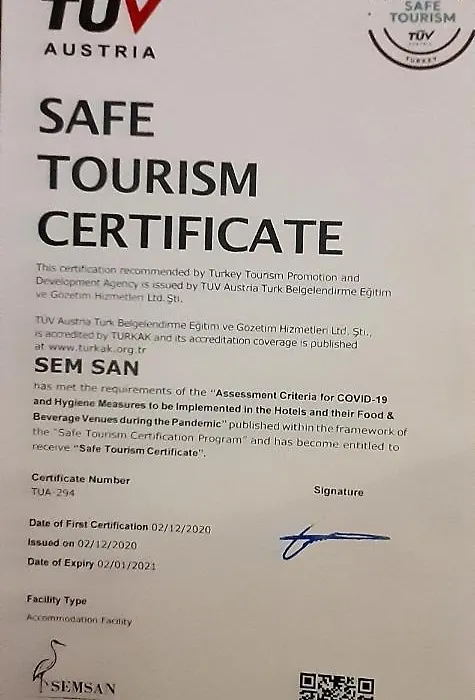 TÜV
AUSTRIA
SAFE
TOURISM
TÜV
TURKEY
SAFE
TOURISM
CERTIFICATE
This certification recommended by Turkey Tourism Promotion and
Development Agency is issued by TÜV Austria Turk Belgelendirme Eğitim
ve Gözetim Hizmetleri Ltd. Şti.
TÜV Austria Turk Belgelendirme Eğitim ve Gözetim Hizmetleri Ltd. Şti.,
is accredited by TÜRKAK and its accreditation coverage is published
at www.turkak.org.tr
SEM SAN
has met the requirements of the "Assessment Criteria for COVID-19
and Hygiene Measures to be Implemented in the Hotels and their Food &
Beverage Venues during the Pandemic" published within the framework of
the "Safe Tourism Certification Program" and has become entitled to
receive "Safe Tourism Certificate".
Certificate Number
TUA-294
Signature
Date of First Certification 02/12/2020
Issued on 02/12/2020
Date of Expiry 02/01/2021
Facility Type
Accommodation Facility
SEMSAN